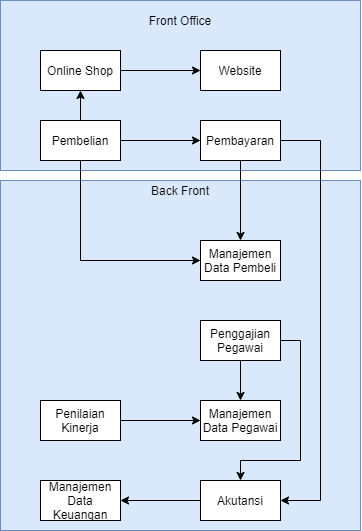 Front Office
Online Shop
Website
Pembelian
Pembayaran
Back Front
Manajemen
Data Pembeli
Penggajian
Pegawai
Penilaian
Kinerja
Manajemen
Data Pegawai
Manajemen
Data
Keuangan
Akutansi